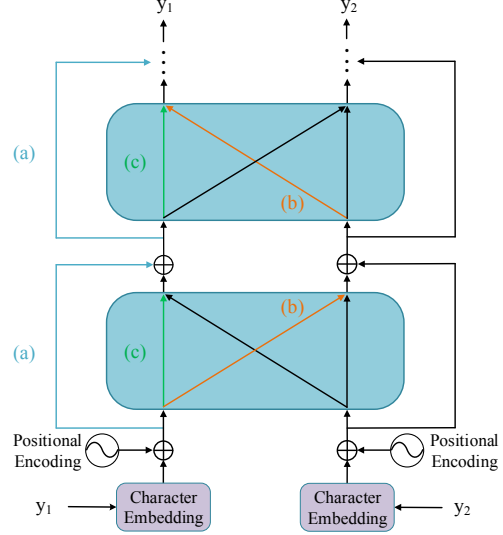 y₁ y₂
(a)
(c)
(b)
(b)
(a)
(c)
Positional
Encoding
Positional
Encoding
Character
Embedding
Character
Embedding
y₁
y₂